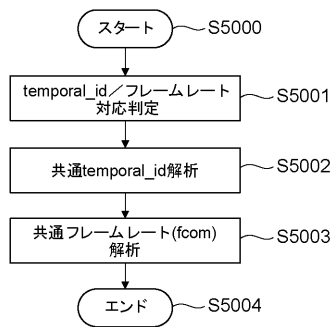 スタート
S5000
temporal_id／フレームレート
対応判定
S5001
共通temporal_id解析
S5002
共通フレームレート(fcom)
解析
S5003
エンド
S5004